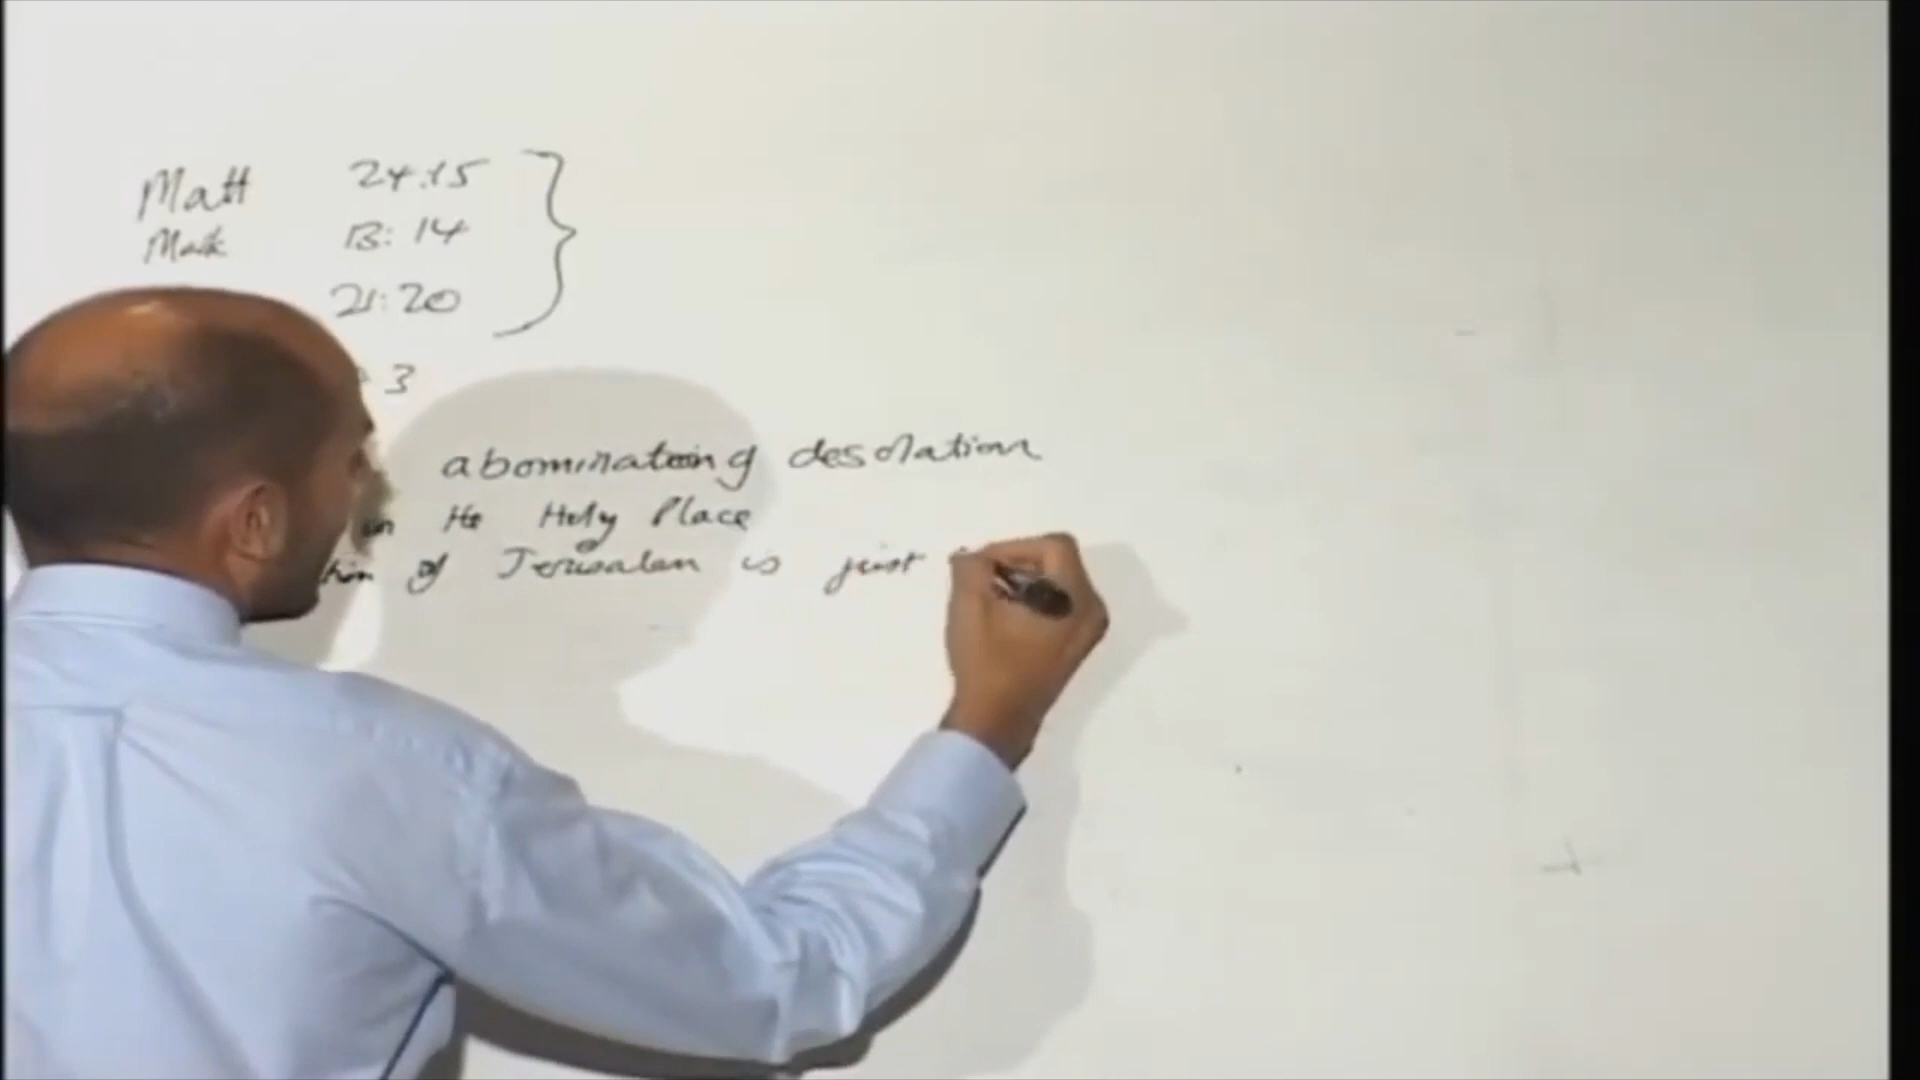 Matt 24:15
Mark 13:14
21:20
3
abomination of desolation
in the Holy Place
tion of Jerusalem is just